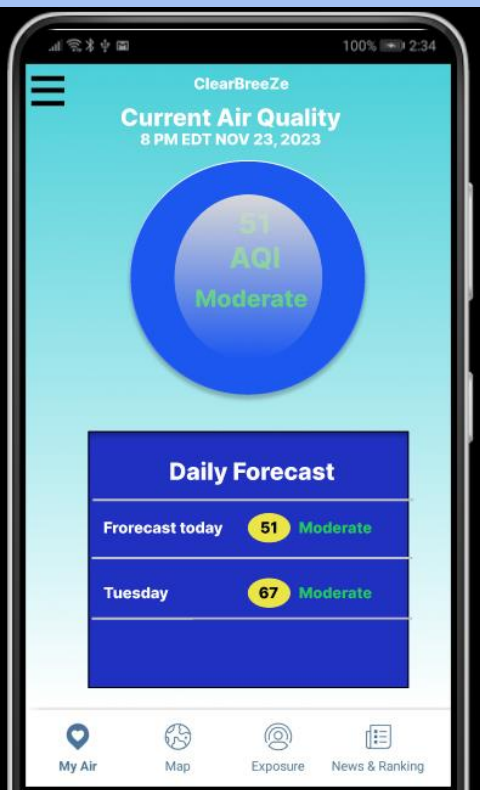 100% 2:34
ClearBreeZe
Current Air Quality
8 PM EDT NOV 23, 2023
51
AQI
Moderate
Daily Forecast
Frorecast today 51 Moderate
Tuesday 67 Moderate
My Air Map Exposure News & Ranking